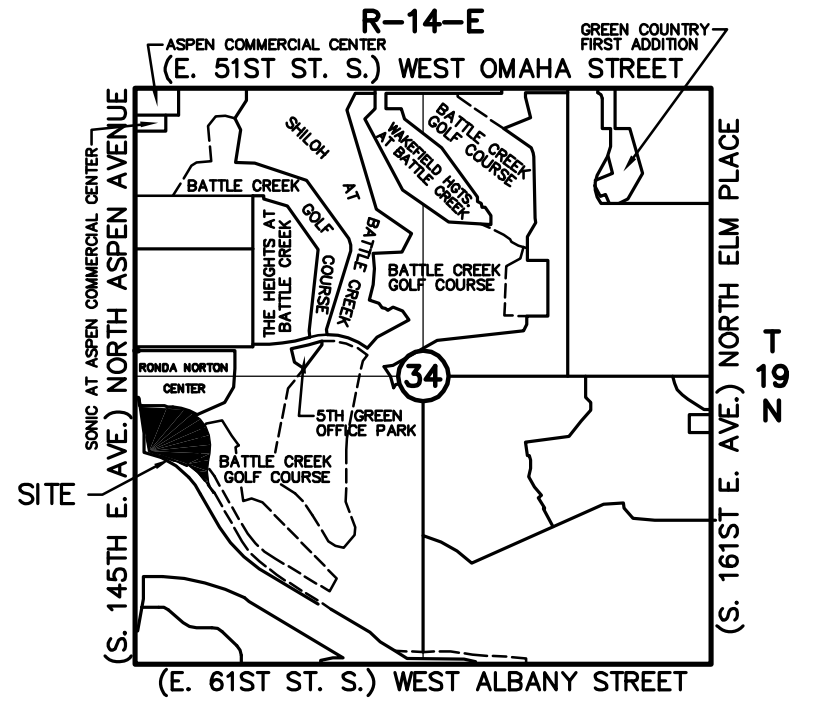 R-14-E
ASPEN COMMERCIAL CENTER
GREEN COUNTRY
FIRST ADDITION
(E. 51ST ST. S.) WEST OMAHA STREET
SONIC AT ASPEN COMMERCIAL CENTER
(S. 145TH E. AVE.) NORTH ASPEN AVENUE
SHILOH AT BATTLE CREEK
BATTLE CREEK GOLF COURSE
WAKEFIELD HGTS.
AT BATTLE CREEK
BATTLE CREEK
GOLF COURSE
THE HEIGHTS AT
BATTLE CREEK
BATTLE CREEK
GOLF COURSE
(S. 161ST E. AVE.) NORTH ELM PLACE
T
19
N
RONDA NORTON
CENTER
34
5TH GREEN
OFFICE PARK
BATTLE CREEK
GOLF COURSE
SITE
(E. 61ST ST. S.) WEST ALBANY STREET